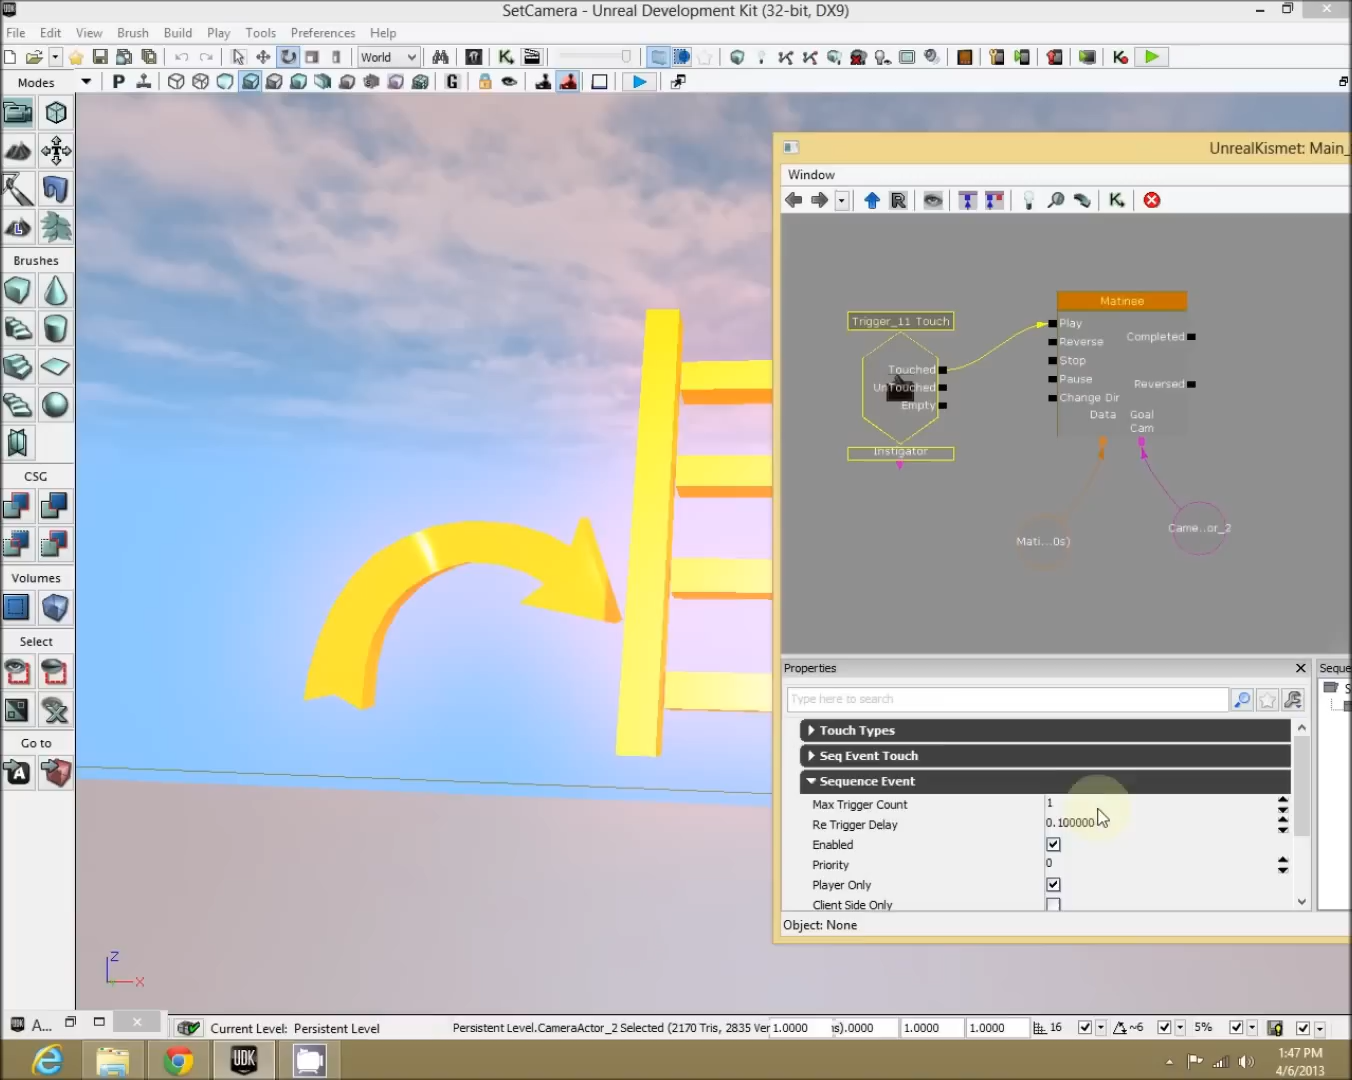 SetCamera - Unreal Development Kit (32-bit, DX9)
File Edit View Brush Build Play Tools Preferences Help
World
Modes
P
G
Brushes
CSG
Volumes
Select
Go to
UnrealKismet: Main_
Window
R
Trigger_11 Touch
Touched
UnTouched
Empty
Instigator
Matinee
Play
Reverse
Stop
Pause
Change Dir
Completed
Reversed
Data
Goal
Cam
Mati...0s)
Came..or_2
Properties
Seque
Type here to search
Touch Types
Seq Event Touch
Sequence Event
Max Trigger Count 1
Re Trigger Delay 0.100000
Enabled
Priority 0
Player Only
Client Side Only
Object: None
Z
X
A...
Current Level: Persistent Level
Persistent Level.CameraActor_2 Selected (2170 Tris, 2835 Ver
1.0000
).0000
1.0000
1.0000
16
~6
5%
UDK
1:47 PM
4/6/2013